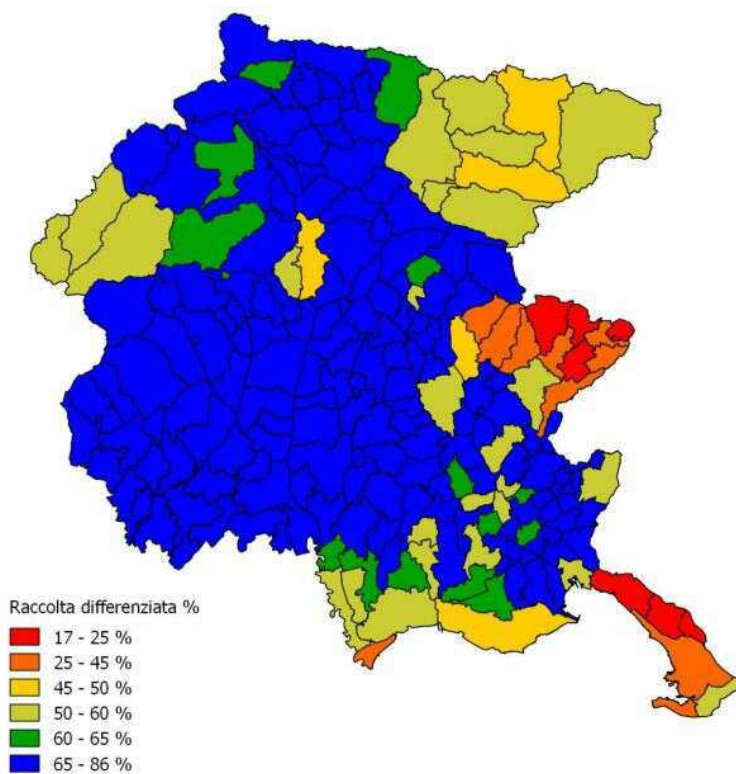 Raccolta differenziata %
17 - 25 %
25 - 45 %
45 - 50 %
50 - 60 %
60 - 65 %
65 - 86 %